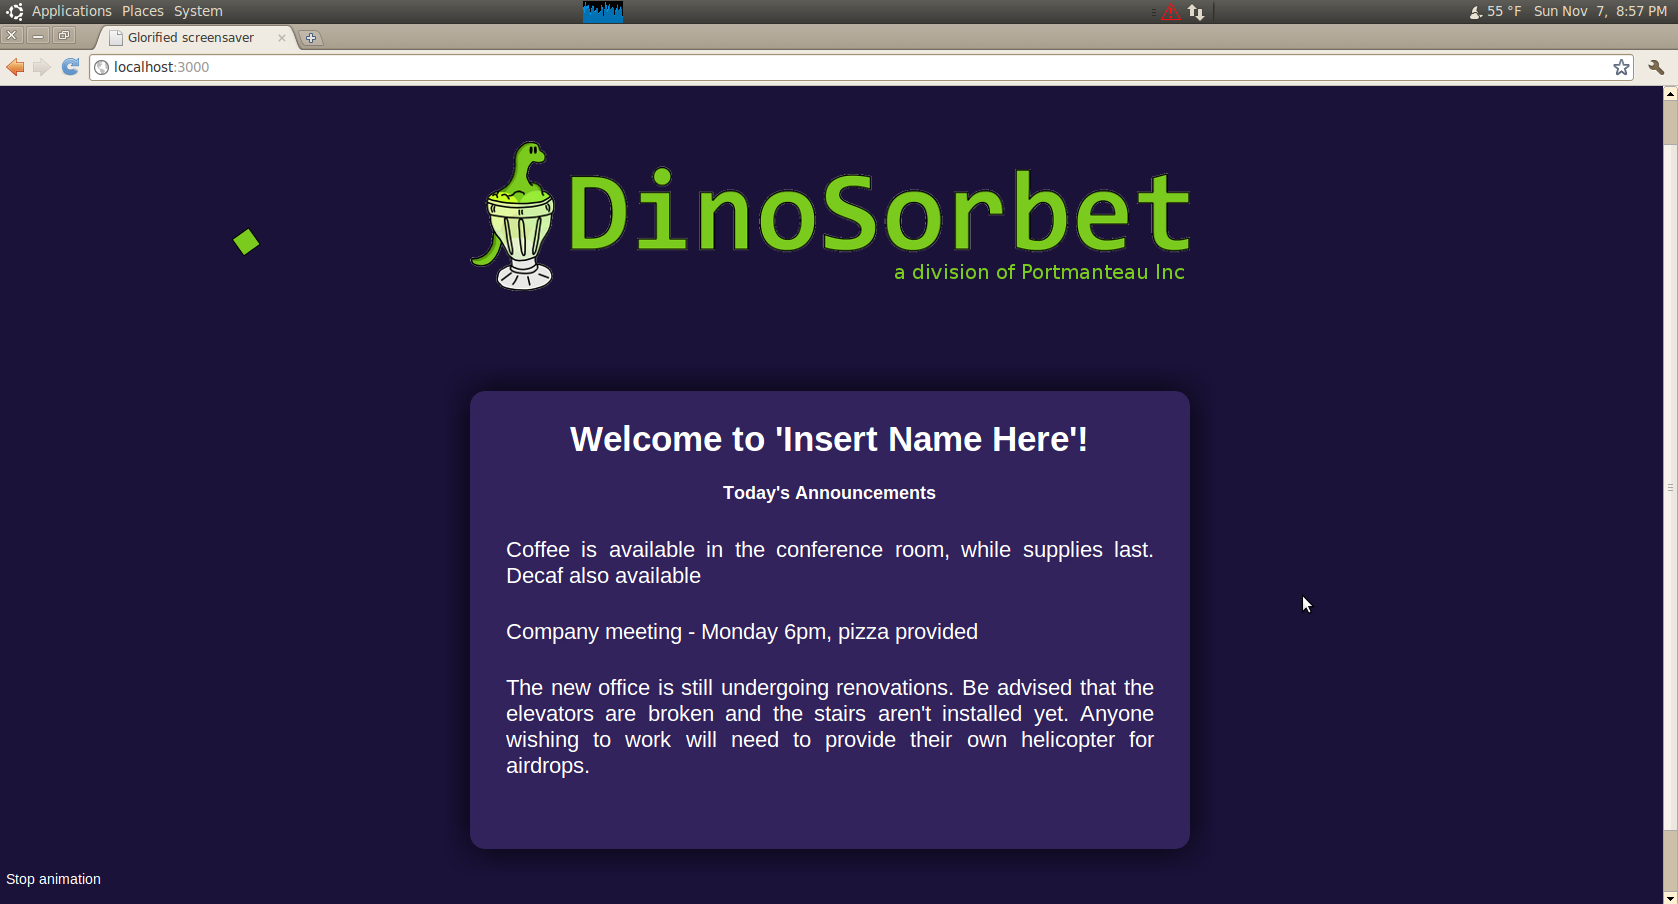 Applications Places System
55 °F Sun Nov 7, 8:57 PM
Glorified screensaver
localhost:3000
DinoSorbet
a division of Portmanteau Inc
Welcome to 'Insert Name Here'!
Today's Announcements
Coffee is available in the conference room, while supplies last.
Decaf also available
Company meeting - Monday 6pm, pizza provided
The new office is still undergoing renovations. Be advised that the
elevators are broken and the stairs aren't installed yet. Anyone
wishing to work will need to provide their own helicopter for
airdrops.
Stop animation